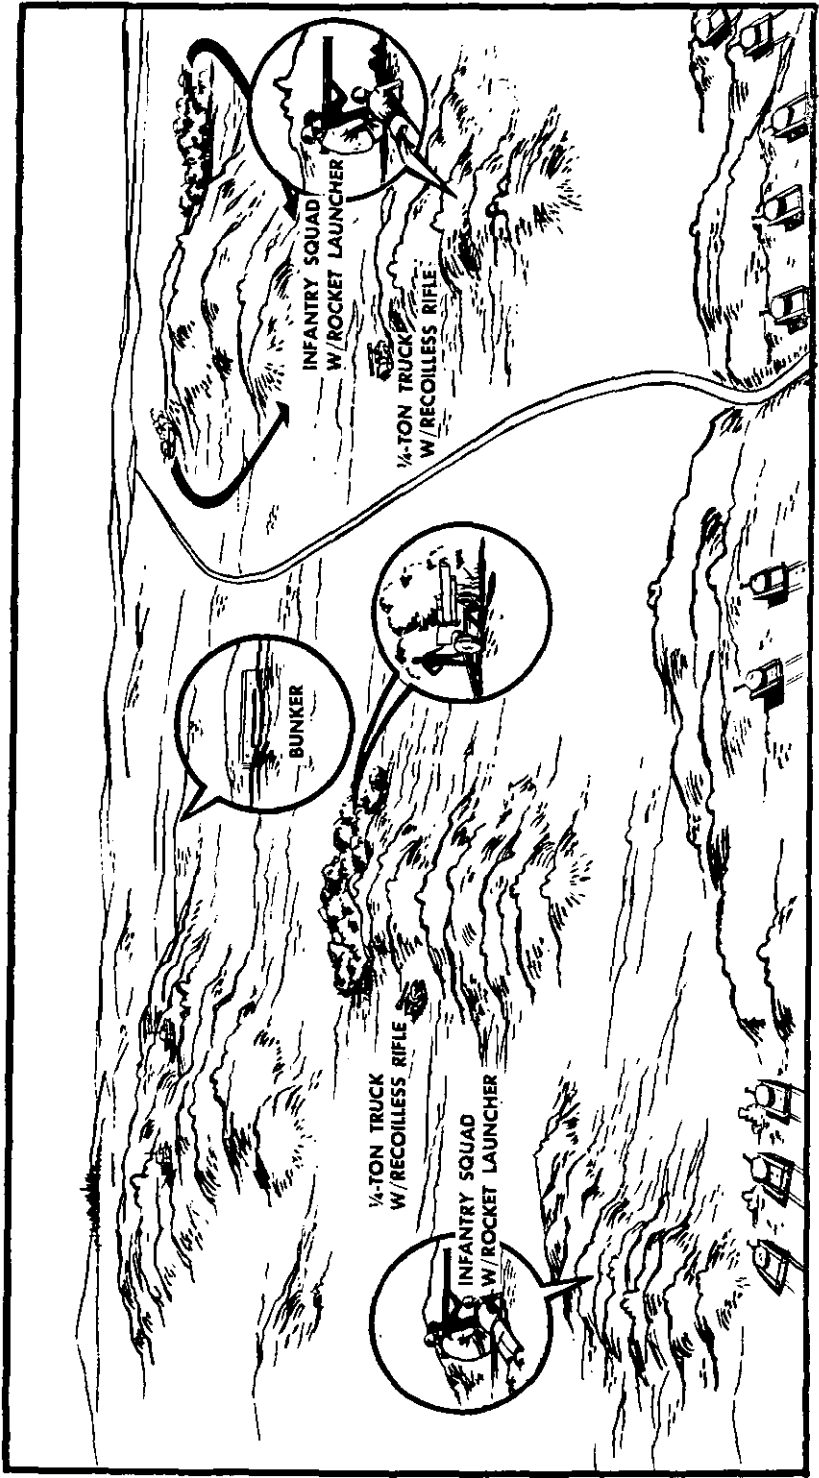 BUNKER
INFANTRY SQUAD
W/ROCKET LAUNCHER
¼-TON TRUCK
W/RECOILLESS RIFLE
¼-TON TRUCK
W/RECOILLESS RIFLE
INFANTRY SQUAD
W/ROCKET LAUNCHER